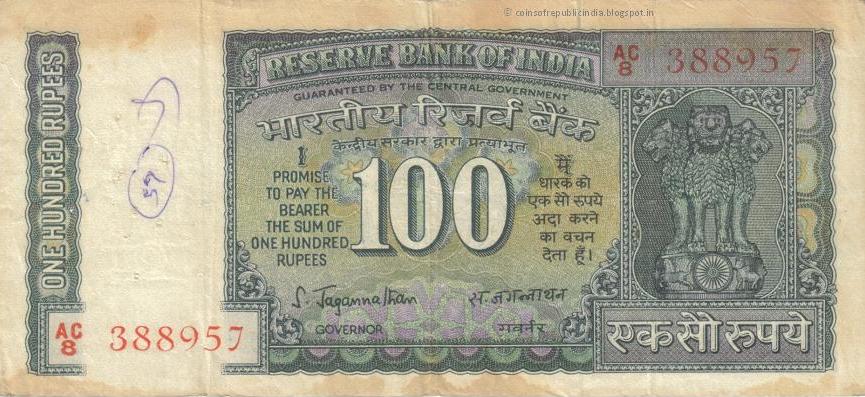 © coinsofrepublicindia.blogspot.in
ONE HUNDRED RUPEES
RESERVE BANK OF INDIA
AC
8 388957
GUARANTEED BY THE CENTRAL GOVERNMENT
भारतीय रिज़र्व बैंक
केन्द्रीय सरकार द्वारा प्रत्याभूत
I
PROMISE
TO PAY THE
BEARER
THE SUM OF
ONE HUNDRED
RUPEES
100
मैं
धारक को
एक सौ रुपये
अदा करने
का वचन
देता हूँ।
S. Jagannathan
स. जगन्नाथन
GOVERNOR
गवर्नर
AC
8 388957
एक सौ रुपये
59